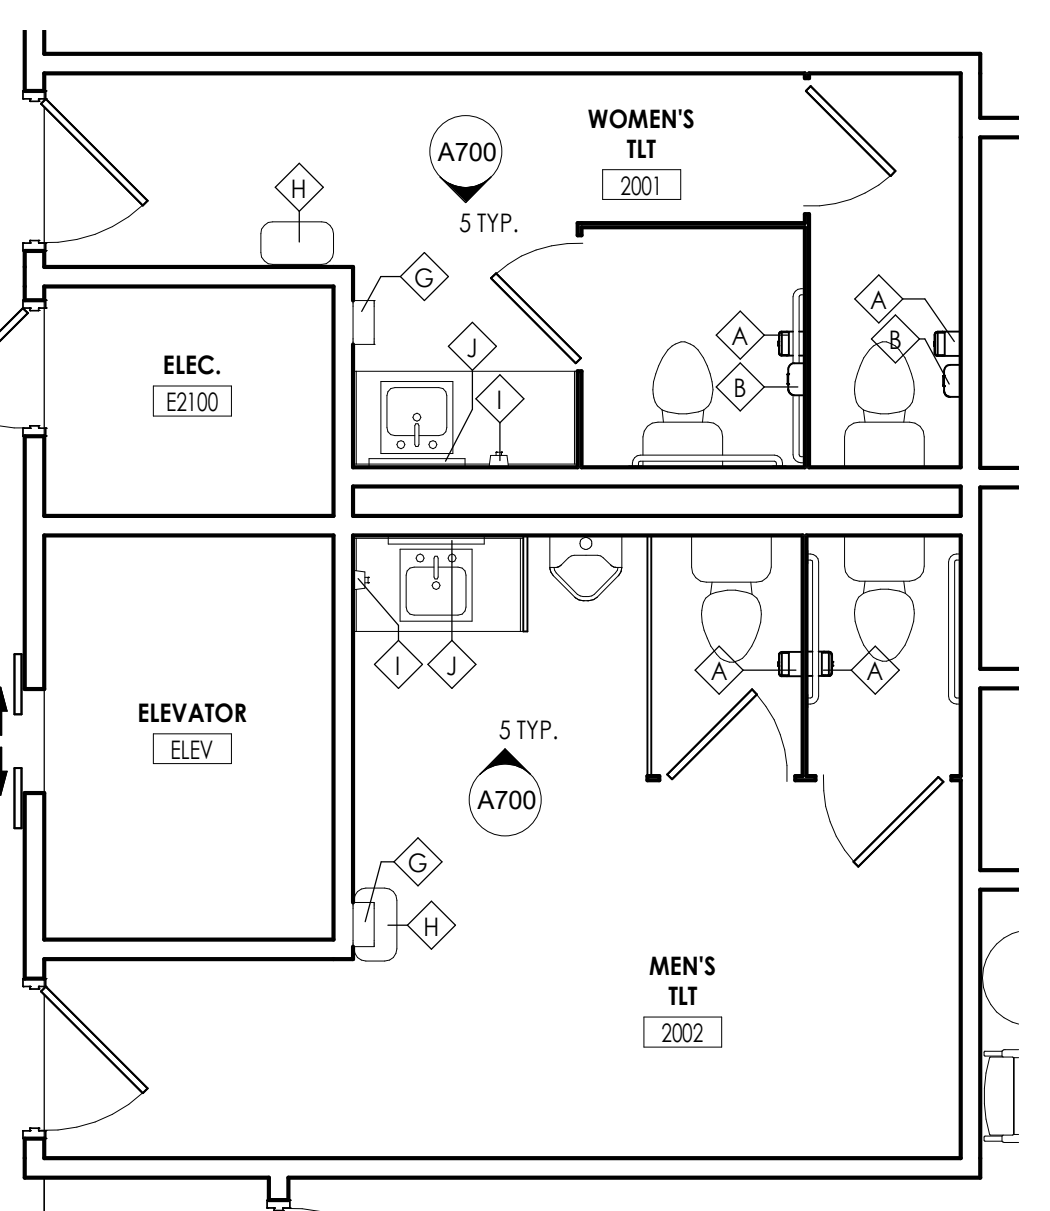 WOMEN'S
TLT
2001
A700
5 TYP.
H
G
A
A
B
J
B
I
ELEC.
E2100
I
J
A
A
ELEVATOR
ELEV
5 TYP.
A700
G
H
MEN'S
TLT
2002